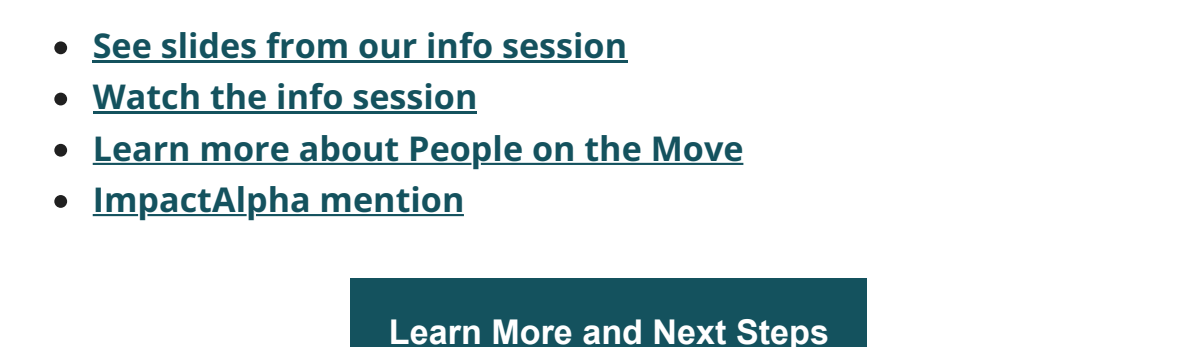 See slides from our info session
Watch the info session
Learn more about People on the Move
ImpactAlpha mention
Learn More and Next Steps